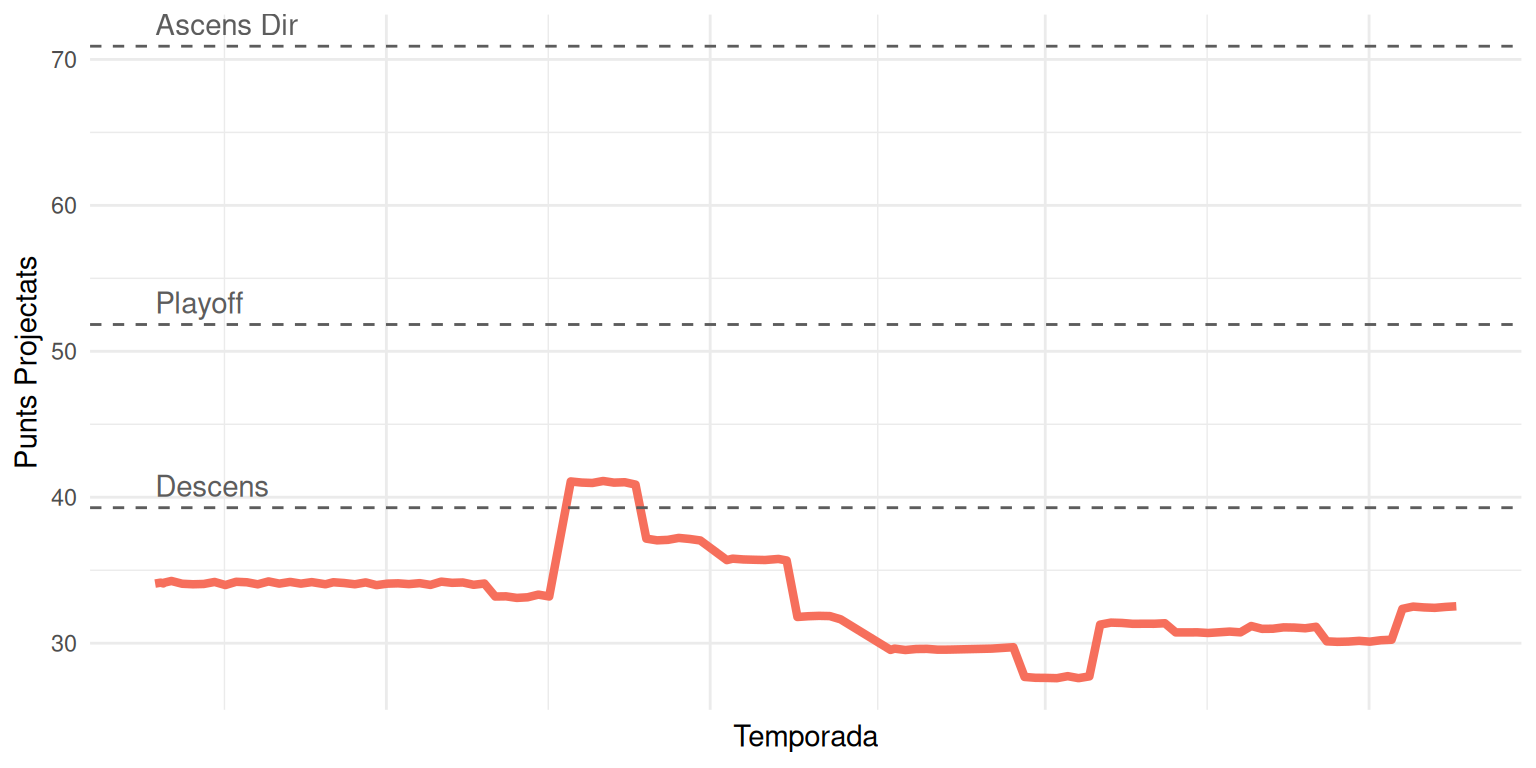 Ascens Dir
70
60
Playoff
50
Descens
40
30
Punts Projectats
Temporada